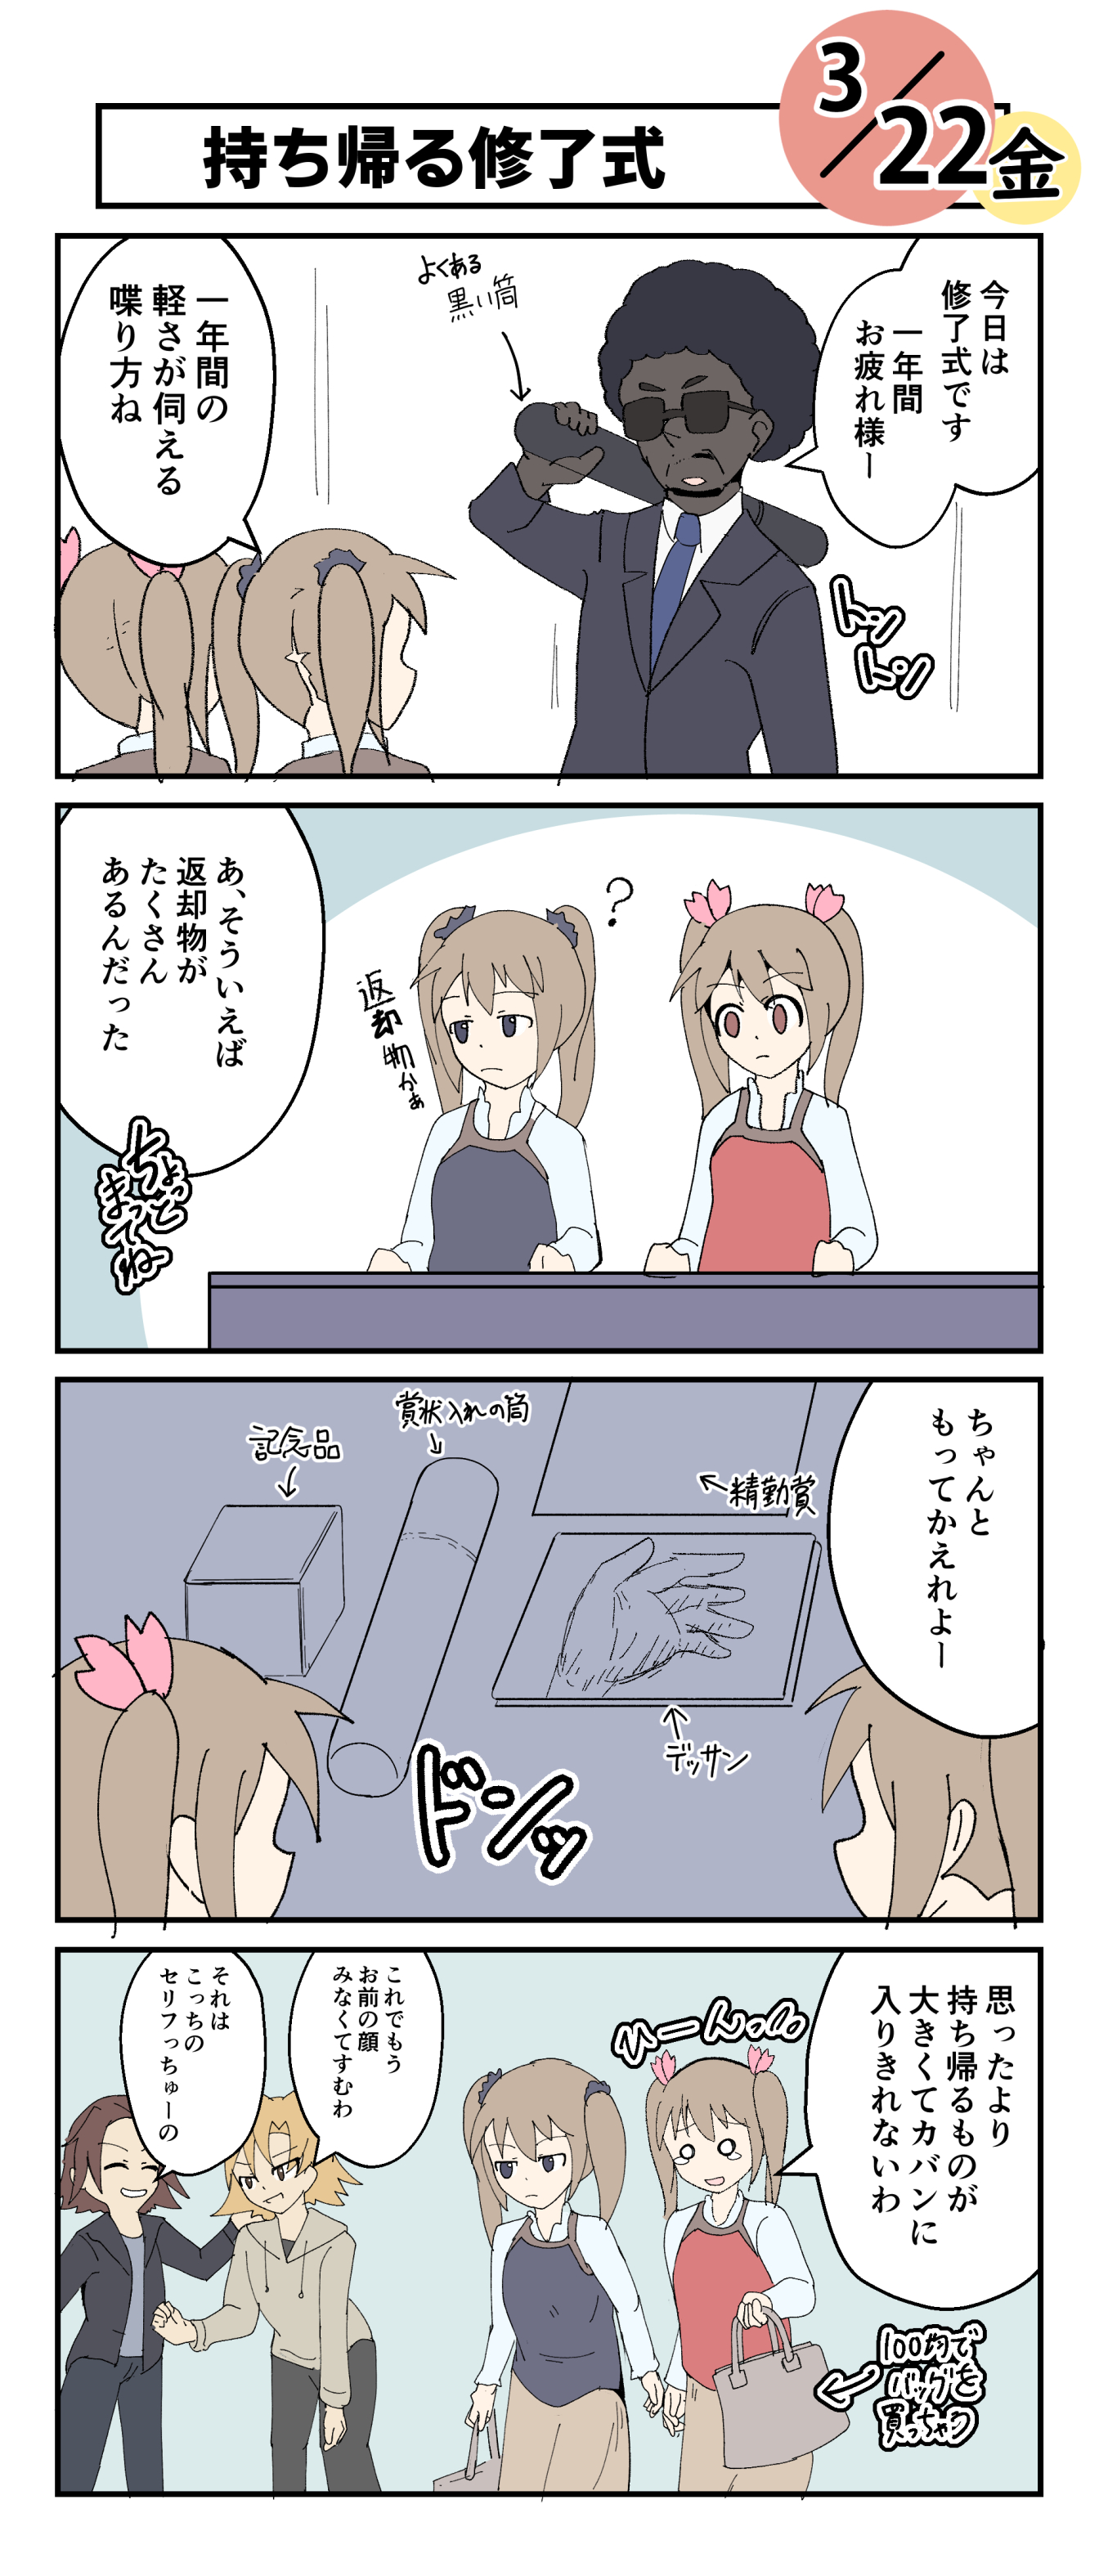 3/22金
持ち帰る修了式
今日は
修了式です
一年間
お疲れ様ー
よくある
黒い筒
トントン
一年間の
軽さが伺える
喋り方ね
?
返却物かぁ
あ、そういえば
返却物が
たくさん
あるんだった
ちょっと
まってね
ちゃんと
もってかえれよー
精勤賞
賞状入れの筒
記念品
デッサン
ドンッ
思ったより
持ち帰るものが
大きくてカバンに
入りきれないわ
ひーんっ。。
100均で
バッグを
買っちゃう
これでもう
お前の顔
みなくてすむわ
それは
こっちの
セリフっちゅーの